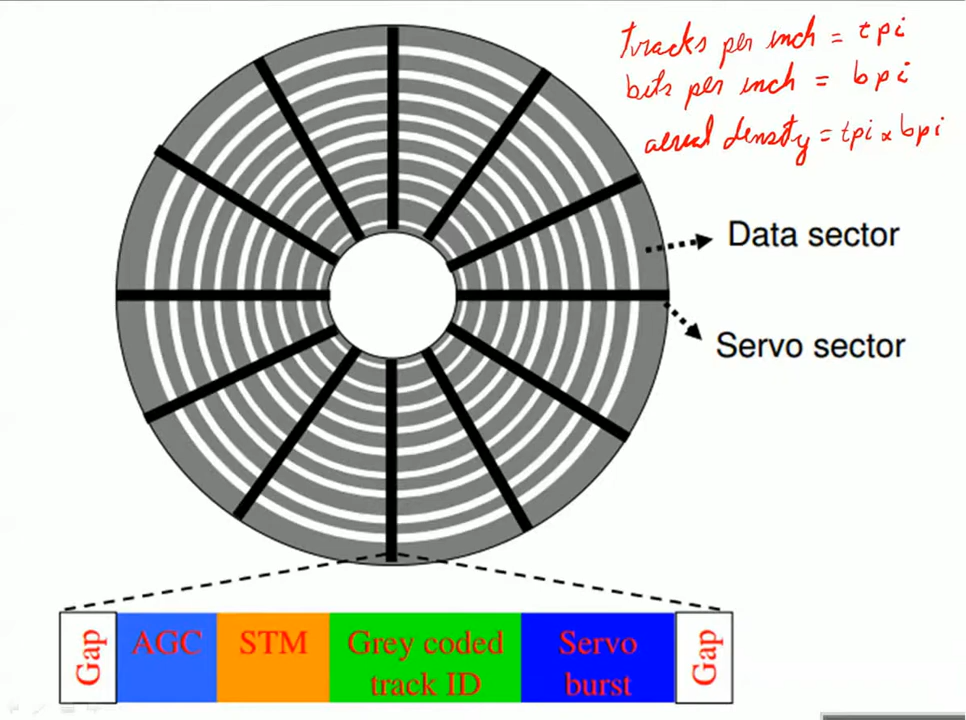 Tracks per inch = tpi
bits per inch = bpi
aerial density = tpi x bpi
Data sector
Servo sector
Gap
AGC
STM
Grey coded
track ID
Servo
burst
Gap